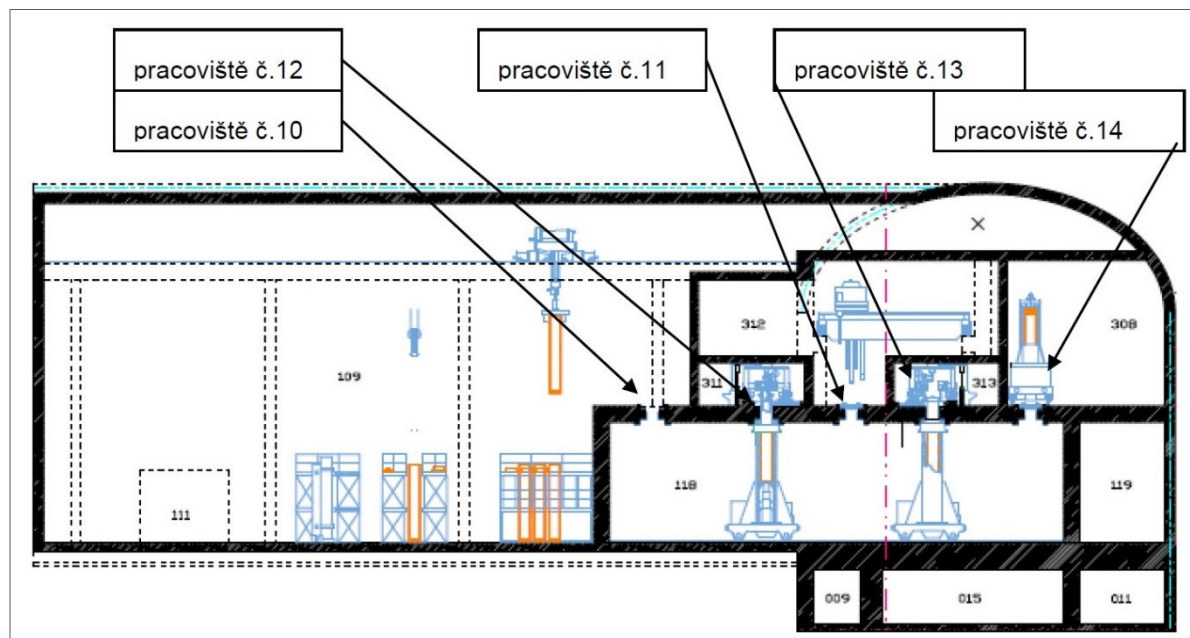 pracoviště č.12
pracoviště č.11
pracoviště č.13
pracoviště č.10
pracoviště č.14
312
308
109
311
313
118
119
111
009
015
011